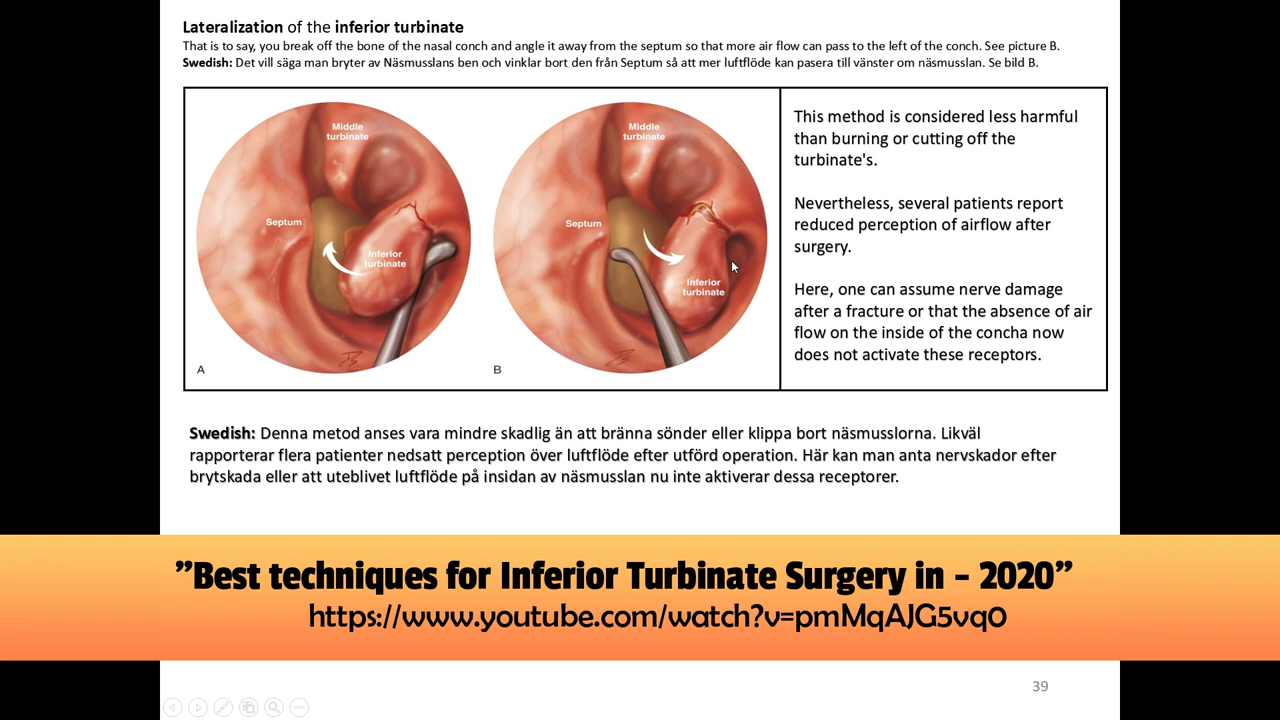 Lateralization of the inferior turbinate
That is to say, you break off the bone of the nasal conch and angle it away from the septum so that more air flow can pass to the left of the conch. See picture B.
Swedish: Det vill säga man bryter av Näsmusslans ben och vinklar bort den från Septum så att mer luftflöde kan pasera till vänster om näsmusslan. Se bild B.
Middle
turbinate
Septum
Inferior
turbinate
A
Middle
turbinate
Septum
Inferior
turbinate
B
This method is considered less harmful
than burning or cutting off the
turbinate's.
Nevertheless, several patients report
reduced perception of airflow after
surgery.
Here, one can assume nerve damage
after a fracture or that the absence of air
flow on the inside of the concha now
does not activate these receptors.
Swedish: Denna metod anses vara mindre skadlig än att bränna sönder eller klippa bort näsmusslorna. Likväl
rapporterar flera patienter nedsatt perception över luftflöde efter utförd operation. Här kan man anta nervskador efter
brytskada eller att uteblivet luftflöde på insidan av näsmusslan nu inte aktiverar dessa receptorer.
”Best techniques for Inferior Turbinate Surgery in – 2020”
https://www.youtube.com/watch?v=pmMqAJG5vq0
39